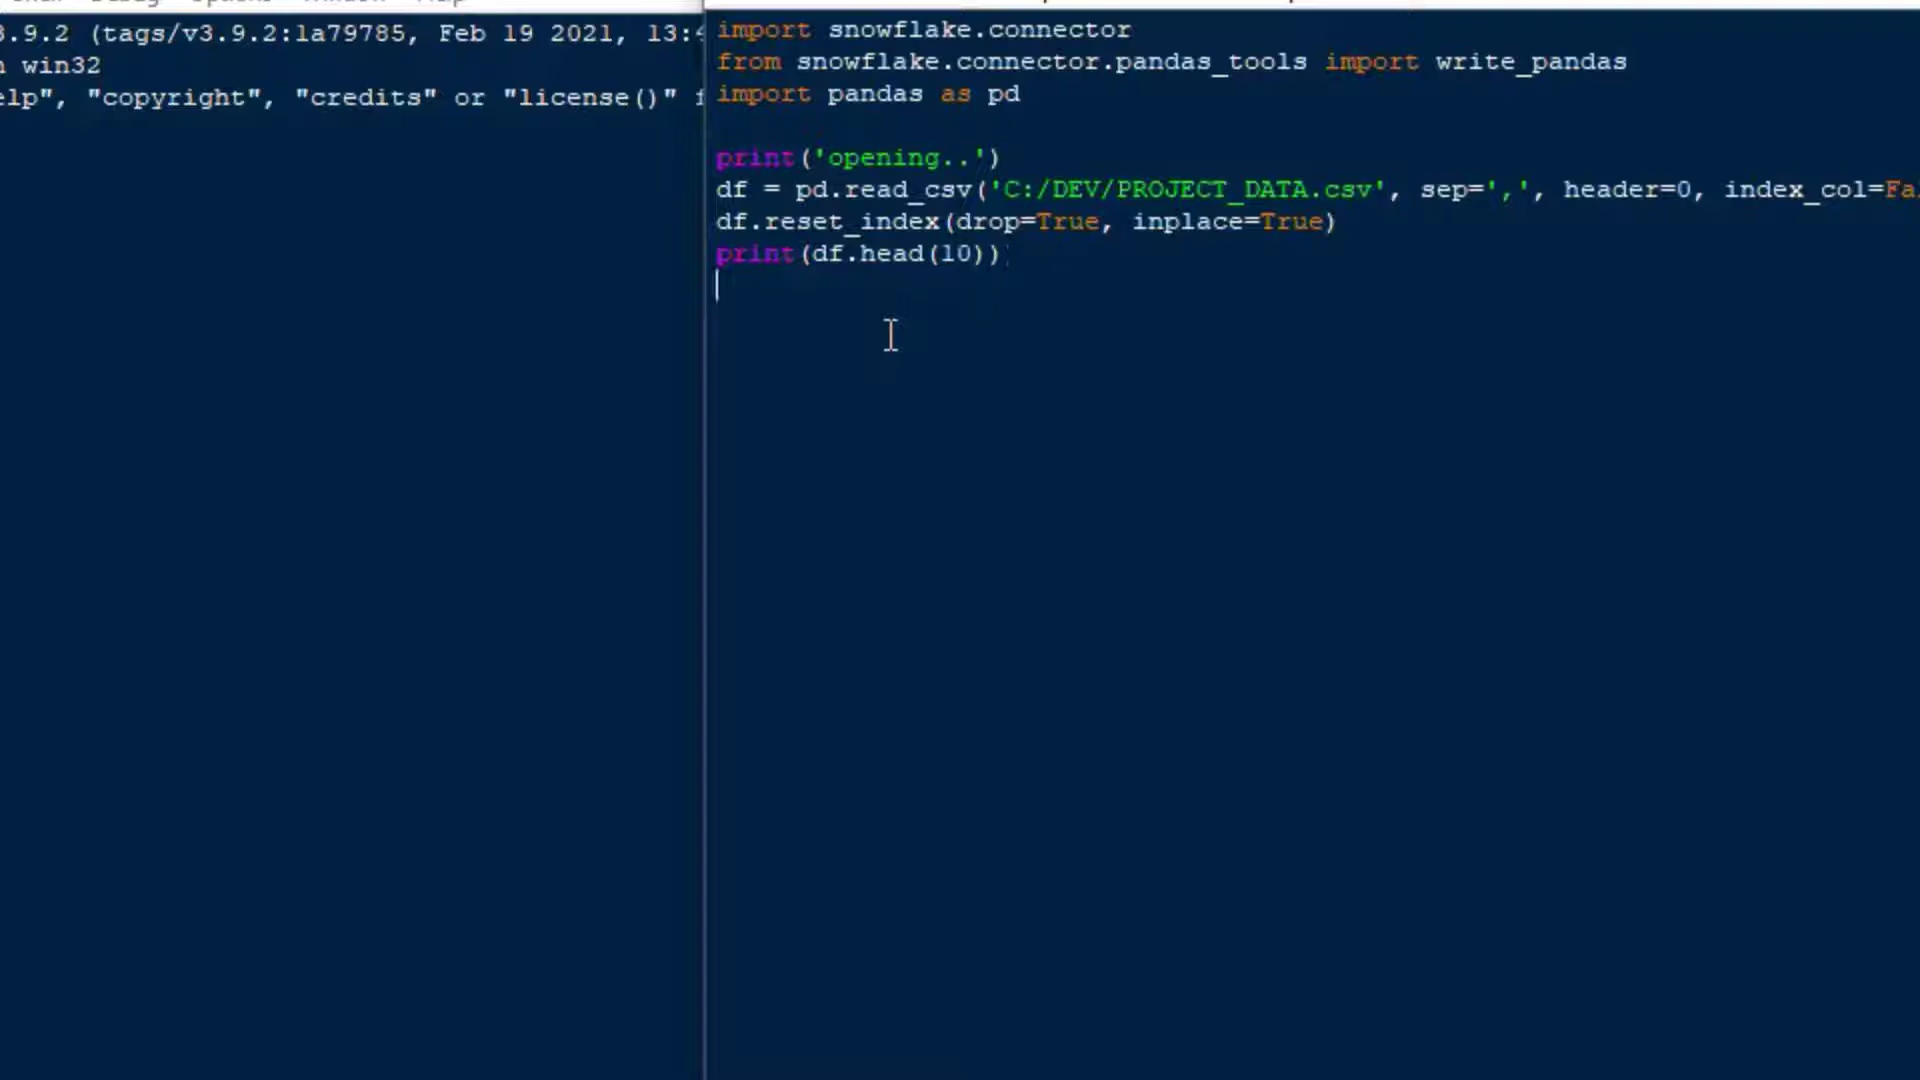 3.9.2 (tags/v3.9.2:1a79785, Feb 19 2021, 13:4
n win32
elp", "copyright", "credits" or "license()" f
import snowflake.connector
from snowflake.connector.pandas_tools import write_pandas
import pandas as pd
print('opening..')
df = pd.read_csv('C:/DEV/PROJECT_DATA.csv', sep=',', header=0, index_col=Fa
df.reset_index(drop=True, inplace=True)
print(df.head(10))